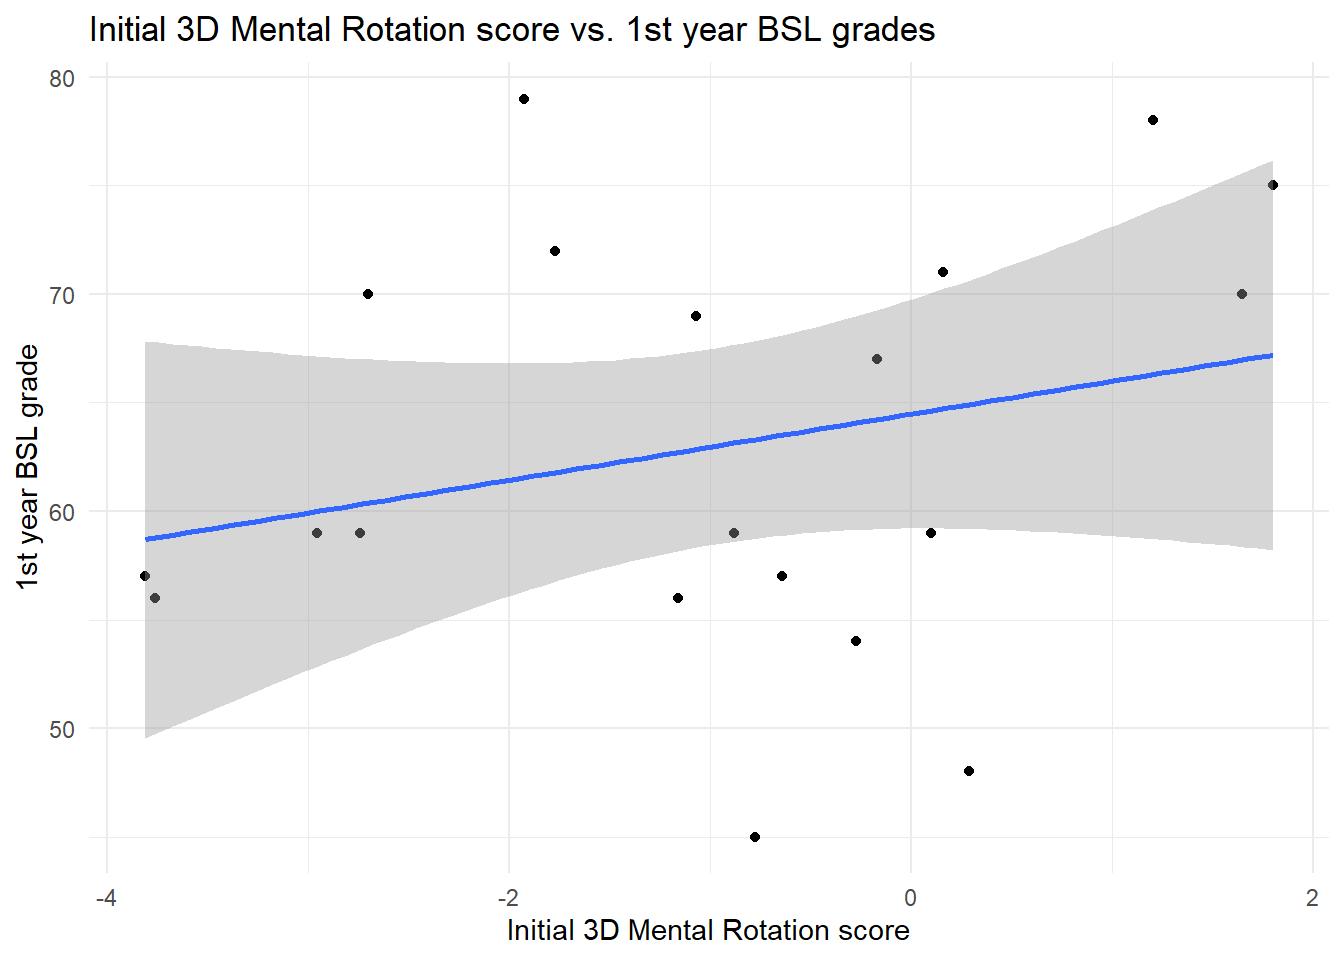 Initial 3D Mental Rotation score vs. 1st year BSL grades
80
70
60
50
1st year BSL grade
-4 -2 0 2
Initial 3D Mental Rotation score